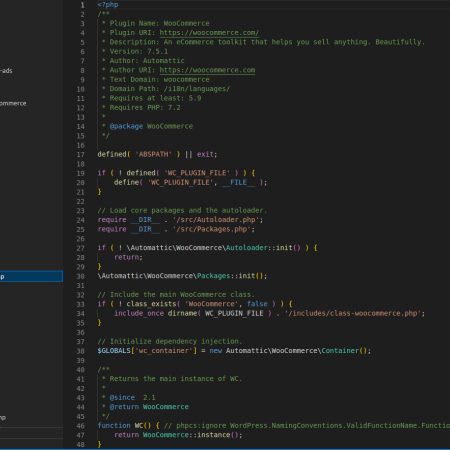 -ads
ommerce
p
np
1 <?php
2 /**
3 * Plugin Name: WooCommerce
4 * Plugin URI: https://woocommerce.com/
5 * Description: An eCommerce toolkit that helps you sell anything. Beautifully.
6 * Version: 7.5.1
7 * Author: Automattic
8 * Author URI: https://woocommerce.com
9 * Text Domain: woocommerce
10 * Domain Path: /i18n/languages/
11 * Requires at least: 5.9
12 * Requires PHP: 7.2
13 *
14 * @package WooCommerce
15 */
16
17 defined( 'ABSPATH' ) || exit;
18
19 if ( ! defined( 'WC_PLUGIN_FILE' ) ) {
20 define( 'WC_PLUGIN_FILE', __FILE__ );
21 }
22
23 // Load core packages and the autoloader.
24 require __DIR__ . '/src/Autoloader.php';
25 require __DIR__ . '/src/Packages.php';
26
27 if ( ! \Automattic\WooCommerce\Autoloader::init() ) {
28 return;
29 }
30 \Automattic\WooCommerce\Packages::init();
31
32 // Include the main WooCommerce class.
33 if ( ! class_exists( 'WooCommerce', false ) ) {
34 include_once dirname( WC_PLUGIN_FILE ) . '/includes/class-woocommerce.php';
35 }
36
37 // Initialize dependency injection.
38 $GLOBALS['wc_container'] = new Automattic\WooCommerce\Container();
39
40 /**
41 * Returns the main instance of WC.
42 *
43 * @since 2.1
44 * @return WooCommerce
45 */
46 function WC() { // phpcs:ignore WordPress.NamingConventions.ValidFunctionName.Functio
47 return WooCommerce::instance();
48 }